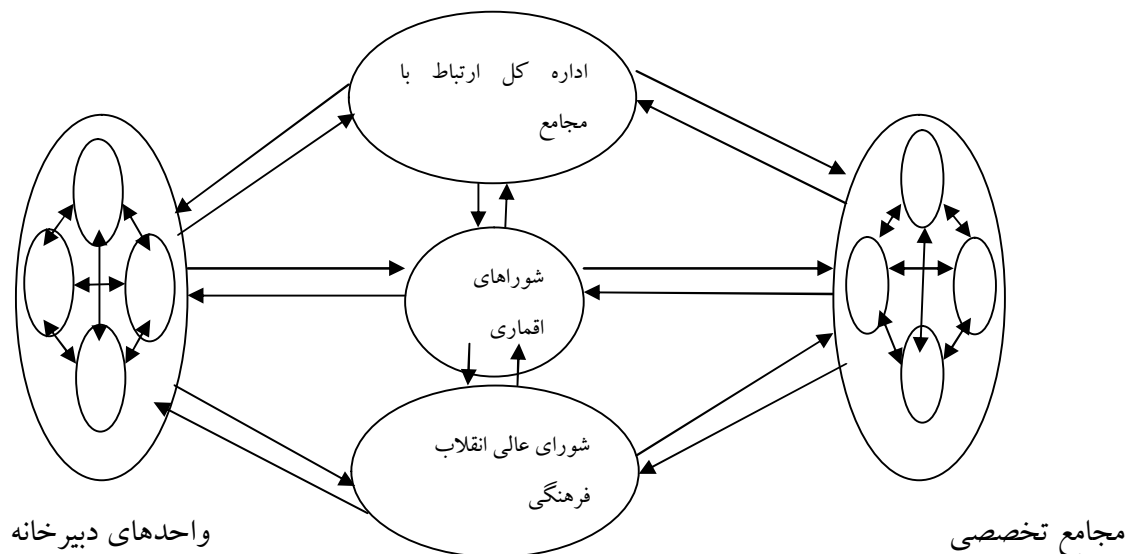 اداره کل ارتباط با
مجامع
شوراهای
اقماری
شورای عالی انقلاب
فرهنگی
مجامع تخصصی
واحدهای دبیرخانه